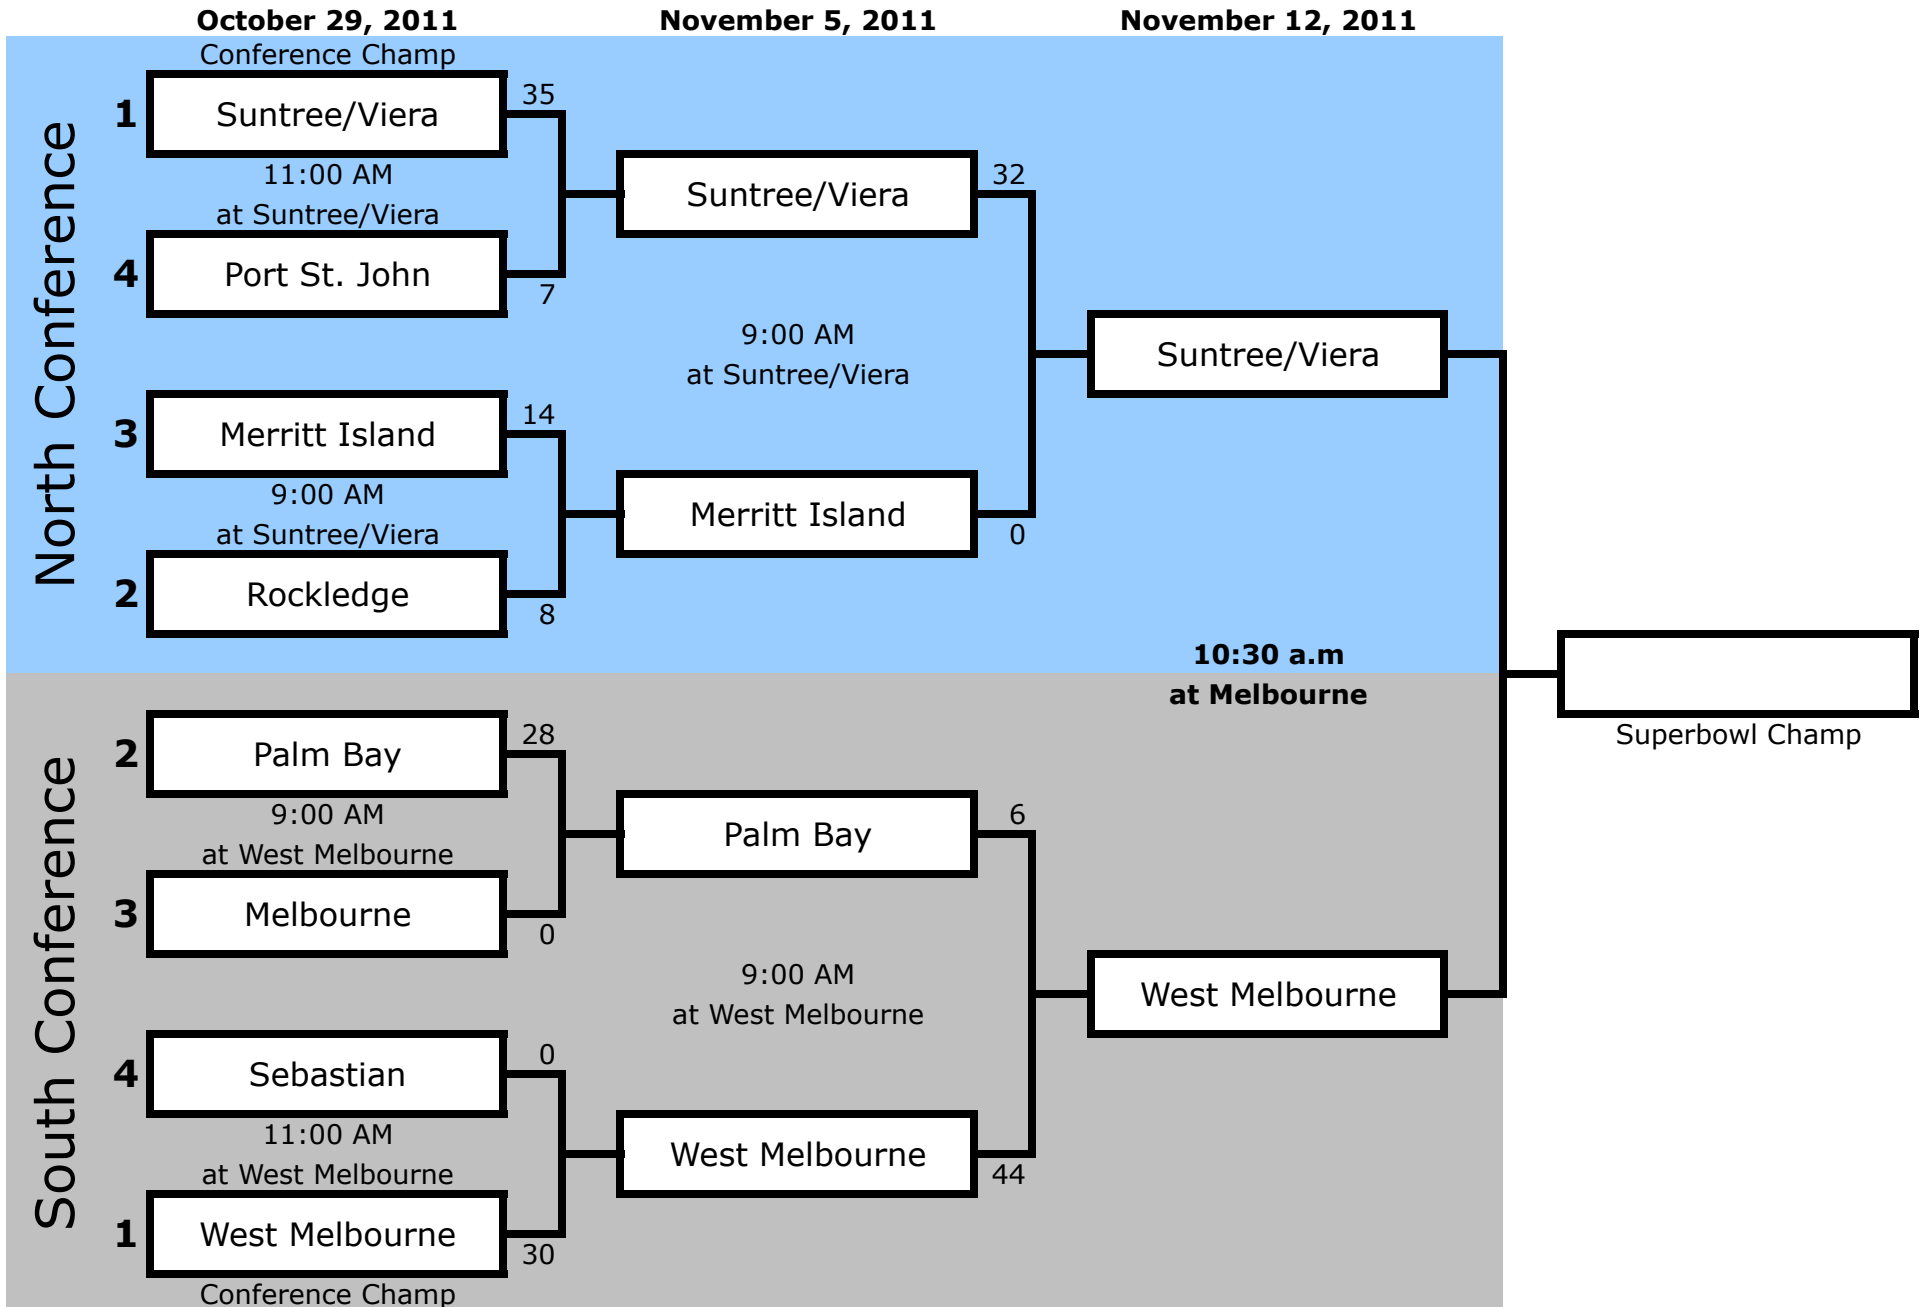 October 29, 2011
November 5, 2011
November 12, 2011
North Conference
Conference Champ
1
Suntree/Viera
35
11:00 AM
at Suntree/Viera
4
Port St. John
7
3
Merritt Island
14
9:00 AM
at Suntree/Viera
2
Rockledge
8
Suntree/Viera
32
9:00 AM
at Suntree/Viera
Merritt Island
0
Suntree/Viera
10:30 a.m
at Melbourne
Superbowl Champ
South Conference
2
Palm Bay
28
9:00 AM
at West Melbourne
3
Melbourne
0
4
Sebastian
0
11:00 AM
at West Melbourne
1
West Melbourne
30
Conference Champ
Palm Bay
6
9:00 AM
at West Melbourne
West Melbourne
44
West Melbourne